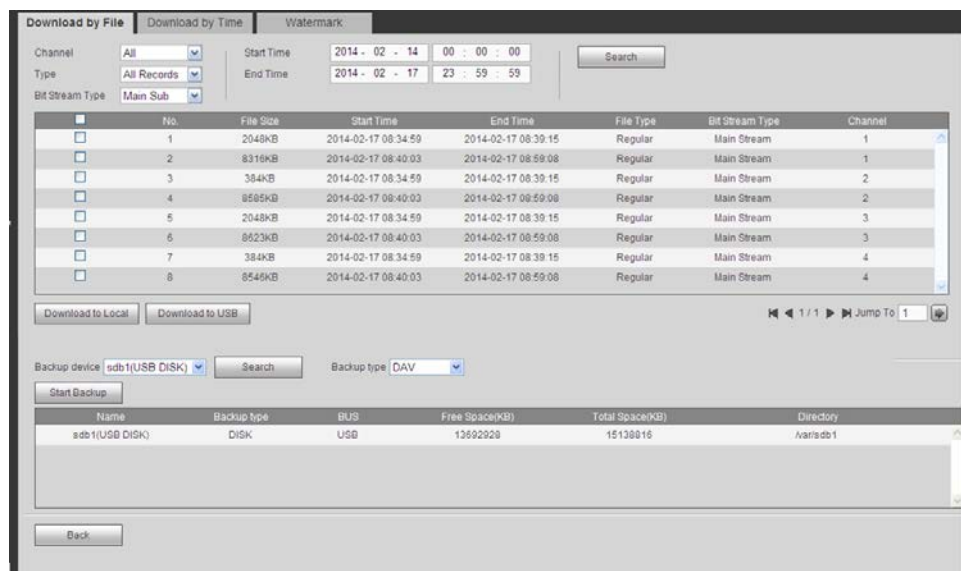 Download by File Download by Time Watermark
Channel All Start Time 2014 - 02 - 14 00 : 00 : 00 Search
Type All Records End Time 2014 - 02 - 17 23 : 59 : 59
Bit Stream Type Main Sub
No. File Size Start Time End Time File Type Bit Stream Type Channel
1 2048KB 2014-02-17 08:34:59 2014-02-17 08:39:15 Regular Main Stream 1
2 8316KB 2014-02-17 08:40:03 2014-02-17 08:59:08 Regular Main Stream 1
3 384KB 2014-02-17 08:34:59 2014-02-17 08:39:15 Regular Main Stream 2
4 8585KB 2014-02-17 08:40:03 2014-02-17 08:59:08 Regular Main Stream 2
5 2048KB 2014-02-17 08:34:59 2014-02-17 08:39:15 Regular Main Stream 3
6 8623KB 2014-02-17 08:40:03 2014-02-17 08:59:08 Regular Main Stream 3
7 384KB 2014-02-17 08:34:59 2014-02-17 08:39:15 Regular Main Stream 4
8 8546KB 2014-02-17 08:40:03 2014-02-17 08:59:08 Regular Main Stream 4
Download to Local Download to USB 1 / 1 Jump To 1
Backup device sdb1(USB DISK) Search Backup type DAV
Start Backup
Name Backup type BUS Free Space(KB) Total Space(KB) Directory
sdb1(USB DISK) DISK USB 13692928 15138816 /var/sdb1
Back